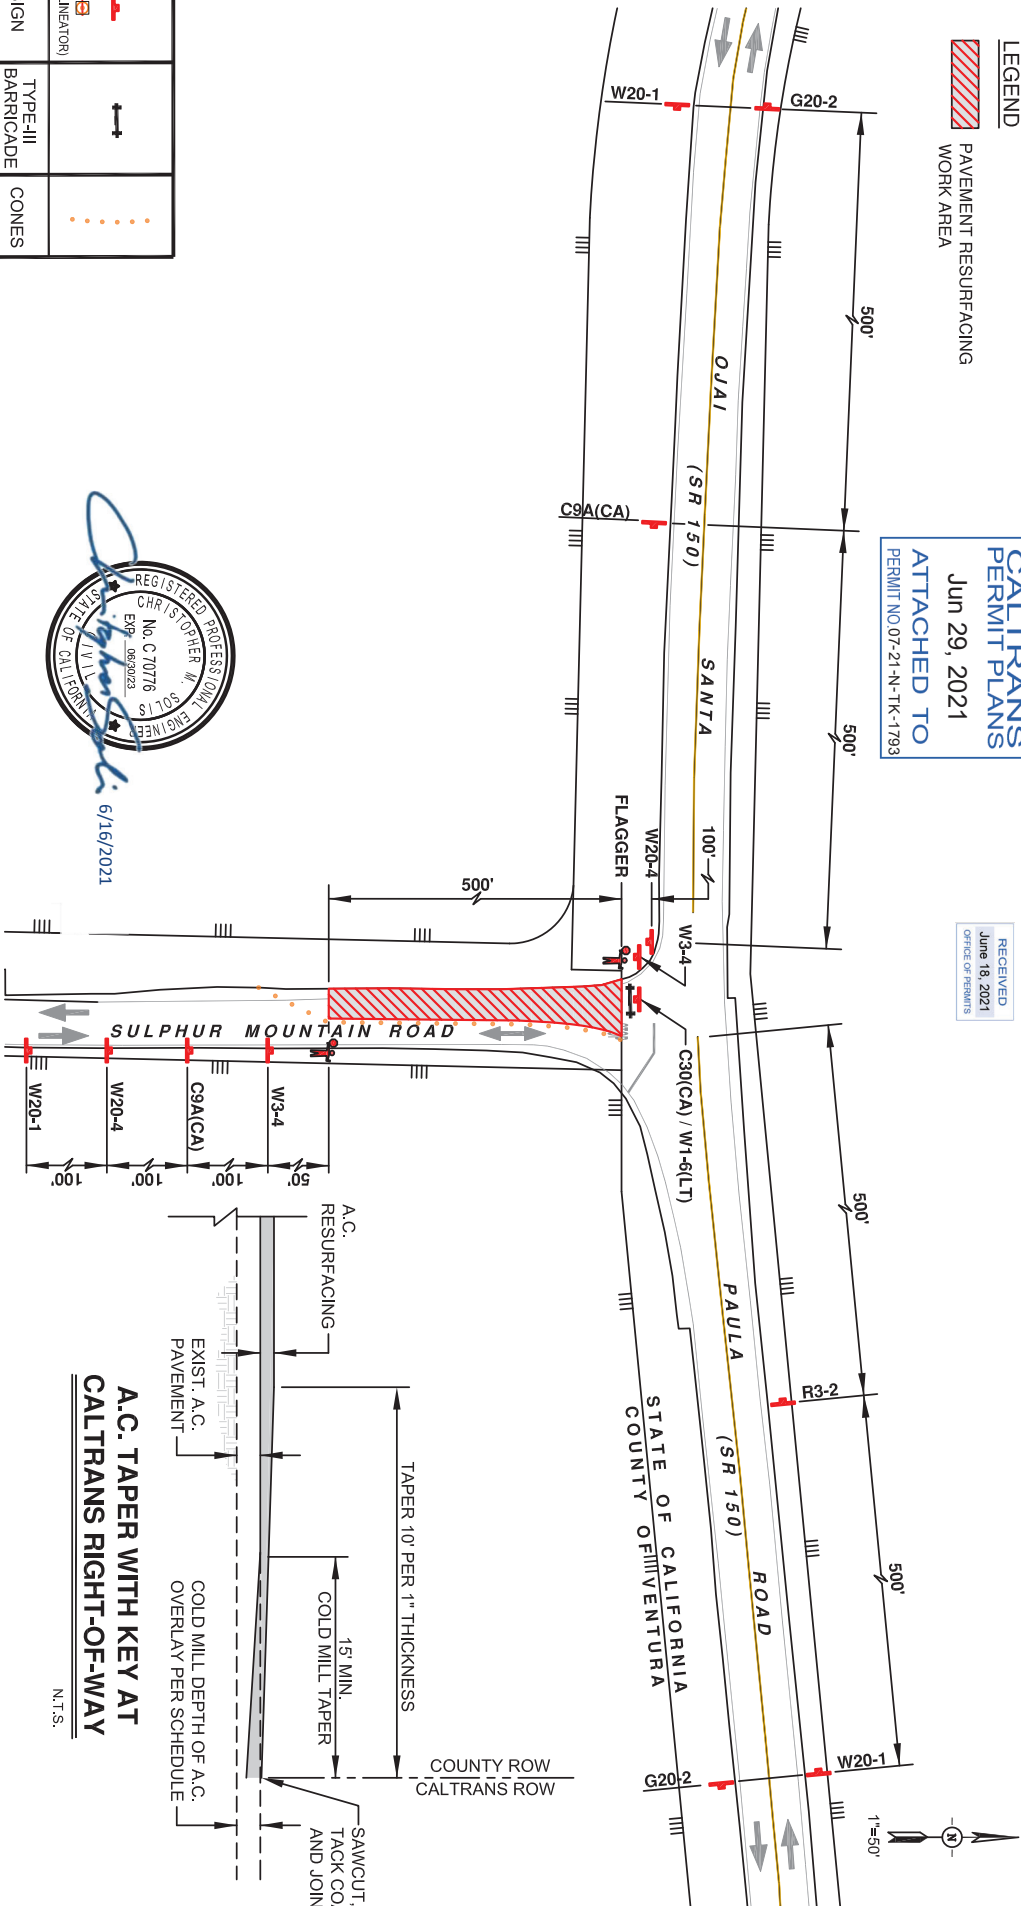 LEGEND
PAVEMENT RESURFACING
WORK AREA
CALTRANS
PERMIT PLANS
Jun 29, 2021
ATTACHED TO
PERMIT NO.07-21-N-TK-1793
RECEIVED
June 18, 2021
OFFICE OF PERMITS
1"=50'
N
W20-1
G20-2
500'
OJAI
(SR 150)
C9A(CA)
500'
SANTA
FLAGGER
W20-4
100'
W3-4
C30(CA) / W1-6(LT)
500'
PAULA
(SR 150)
R3-2
500'
ROAD
W20-1
G20-2
STATE OF CALIFORNIA
COUNTY OF VENTURA
500'
SULPHUR MOUNTAIN ROAD
W20-1
W20-4
C9A(CA)
W3-4
100'
100'
100'
50'
LINEATOR)
IGN
TYPE-III
BARRICADE
CONES
REGISTERED PROFESSIONAL ENGINEER
CHRISTOPHER M. SOLIS
No. C 70776
EXP. 06/30/23
CIVIL
STATE OF CALIFORNIA
6/16/2021
A.C.
RESURFACING
EXIST. A.C.
PAVEMENT
TAPER 10' PER 1" THICKNESS
15' MIN.
COLD MILL TAPER
COLD MILL DEPTH OF A.C.
OVERLAY PER SCHEDULE
COUNTY ROW
CALTRANS ROW
SAWCUT,
TACK CO
AND JOIN
A.C. TAPER WITH KEY AT
CALTRANS RIGHT-OF-WAY
N.T.S.